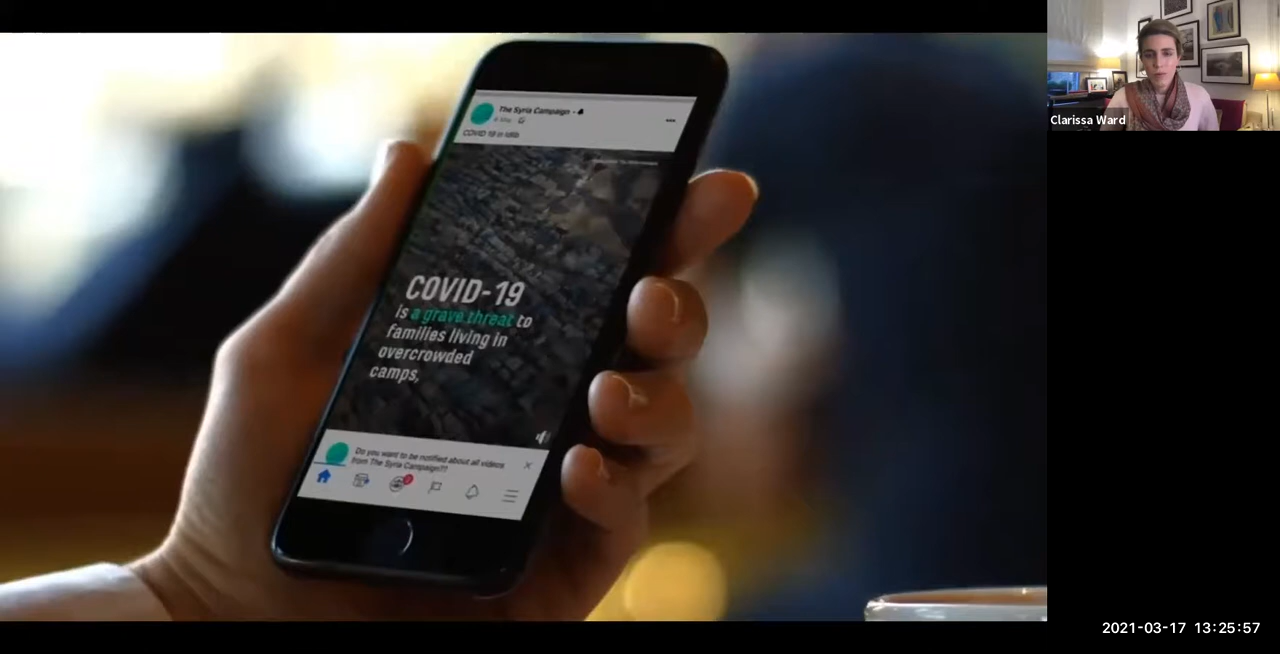 The Syria Campaign
COVID 19 in Idlib
COVID-19
is a grave threat to
families living in
overcrowded
camps,
Do you want to be notified about all videos
from The Syria Campaign??
Clarissa Ward
2021-03-17 13:25:57